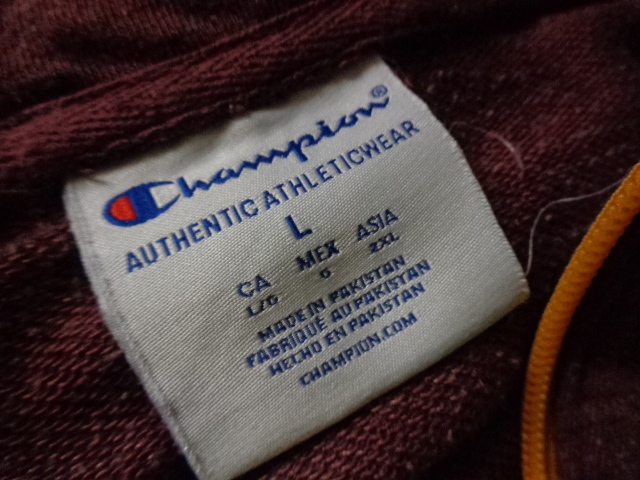 Champion®
AUTHENTIC ATHLETICWEAR
L
CA MEX ASIA
L/G G 2XL
MADE IN PAKISTAN
FABRIQUÉ AU PAKISTAN
HECHO EN PAKISTAN
CHAMPION.COM